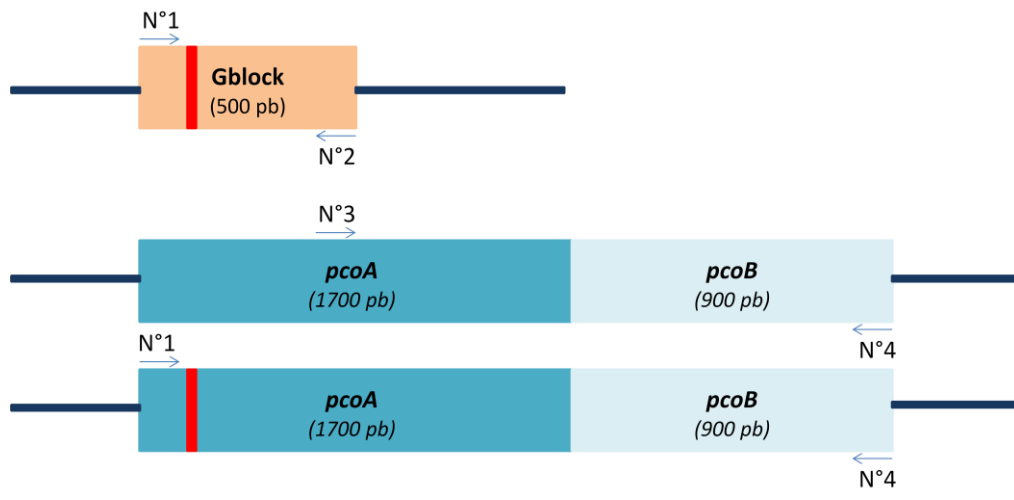 N°1
Gblock
(500 pb)
N°2
N°3
pcoA pcoB
(1700 pb) (900 pb)
N°1 N°4
pcoA pcoB
(1700 pb) (900 pb)
N°4